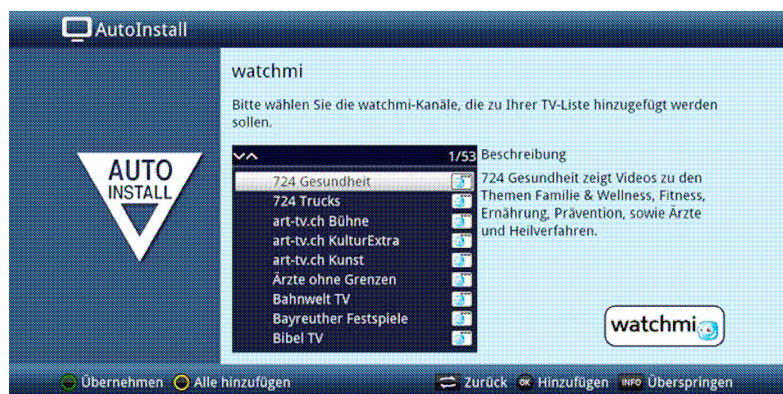 AutoInstall
watchmi
Bitte wählen Sie die watchmi-Kanäle, die zu Ihrer TV-Liste hinzugefügt werden
sollen.
AUTO
INSTALL
1/53
724 Gesundheit
724 Trucks
art-tv.ch Bühne
art-tv.ch KulturExtra
art-tv.ch Kunst
Ärzte ohne Grenzen
Bahnwelt TV
Bayreuther Festspiele
Bibel TV
Beschreibung
724 Gesundheit zeigt Videos zu den
Themen Familie & Wellness, Fitness,
Ernährung, Prävention, sowie Ärzte
und Heilverfahren.
watchmi
Übernehmen Alle hinzufügen Zurück OK Hinzufügen INFO Überspringen